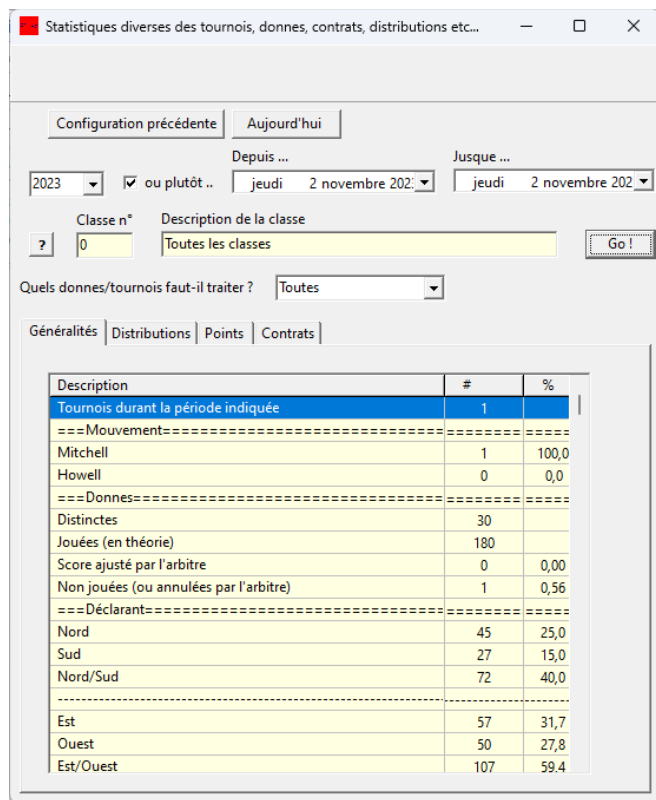 Statistiques diverses des tournois, donnes, contrats, distributions etc...
Configuration précédente Aujourd'hui
Depuis ... Jusque ...
2023 ou plutôt .. jeudi 2 novembre 202 jeudi 2 novembre 202
Classe n° Description de la classe
? 0 Toutes les classes Go !
Quels donnes/tournois faut-il traiter ? Toutes
Généralités Distributions Points Contrats
Description # %
Tournois durant la période indiquée 1
===Mouvement============================= ======== =====
Mitchell 1 100,0
Howell 0 0,0
===Donnes================================ ======== =====
Distinctes 30
Jouées (en théorie) 180
Score ajusté par l'arbitre 0 0,00
Non jouées (ou annulées par l'arbitre) 1 0,56
===Déclarant============================== ======== =====
Nord 45 25,0
Sud 27 15,0
Nord/Sud 72 40,0
-----------------------------------------------------------------------------
Est 57 31,7
Ouest 50 27,8
Est/Ouest 107 59,4